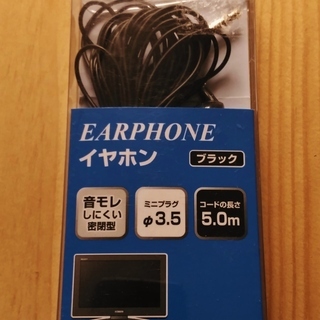 EARPHONE
イヤホン
ブラック
音モレ
しにくい
密閉型
ミニプラグ
φ3.5
コードの長さ
5.0m